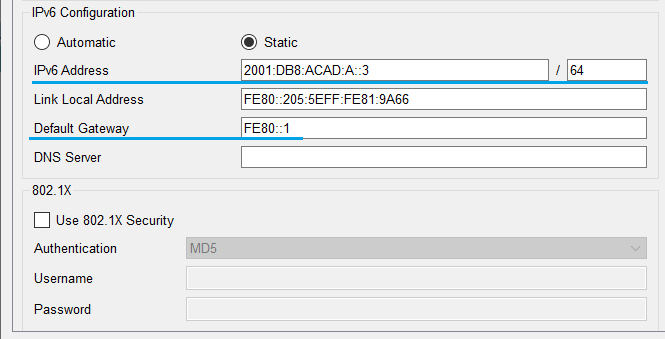 IPv6 Configuration
Automatic Static
IPv6 Address 2001:DB8:ACAD:A::3 / 64
Link Local Address FE80::205:5EFF:FE81:9A66
Default Gateway FE80::1
DNS Server
802.1X
Use 802.1X Security
Authentication MD5
Username
Password